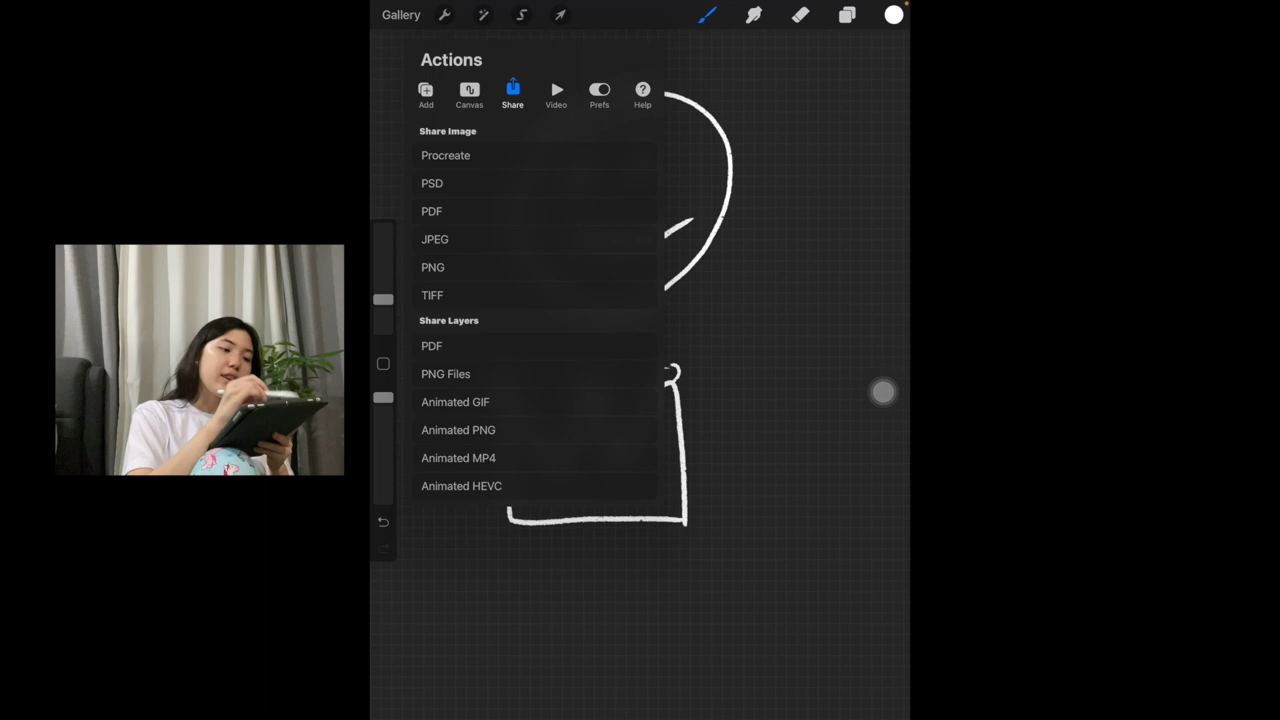 Gallery
Actions
Add Canvas Share Video Prefs Help
Share Image
Procreate
PSD
PDF
JPEG
PNG
TIFF
Share Layers
PDF
PNG Files
Animated GIF
Animated PNG
Animated MP4
Animated HEVC